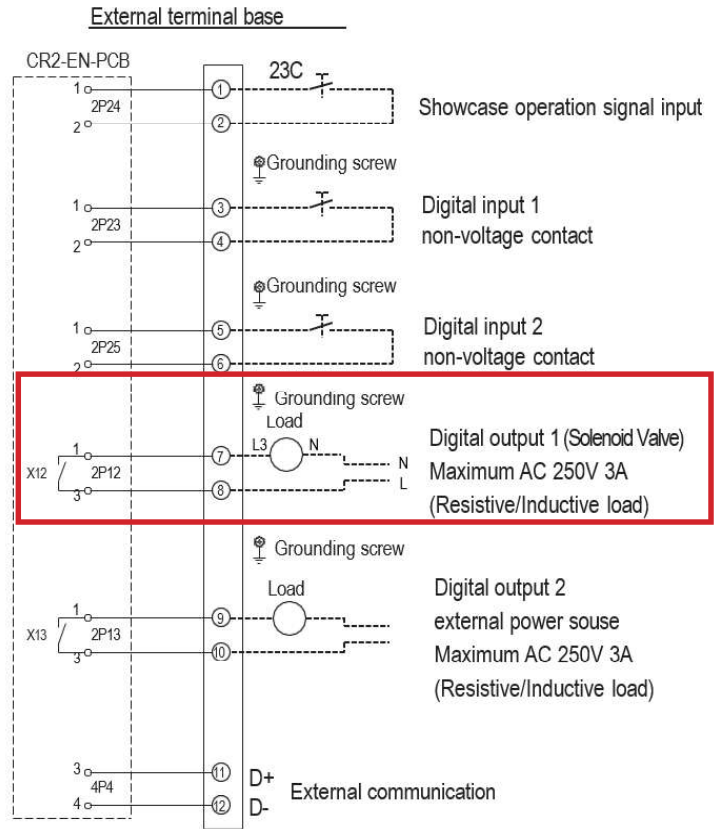 External terminal base
CR2-EN-PCB
23C
1 2P24 1
2 2
Showcase operation signal input
Grounding screw
1 2P23 3
2 4
Digital input 1
non-voltage contact
Grounding screw
1 2P25 5
2 6
Digital input 2
non-voltage contact
Grounding screw
Load
X12 1 2P12 7 L3 N
3 8
N
L
Digital output 1 (Solenoid Valve)
Maximum AC 250V 3A
(Resistive/Inductive load)
Grounding screw
Load
X13 1 2P13 9
3 10
Digital output 2
external power souse
Maximum AC 250V 3A
(Resistive/Inductive load)
3 4P4 11 D+
4 12 D-
External communication